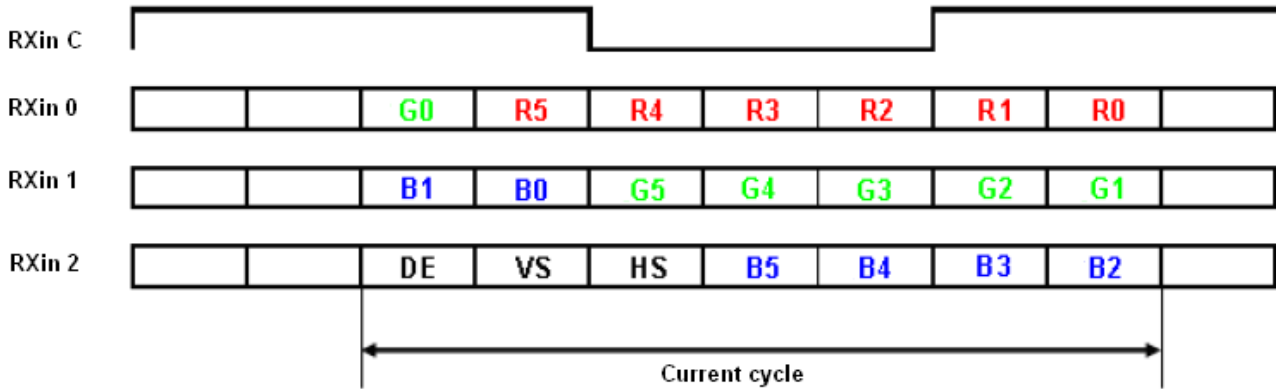 RXin C
RXin 0 G0 R5 R4 R3 R2 R1 R0
RXin 1 B1 B0 G5 G4 G3 G2 G1
RXin 2 DE VS HS B5 B4 B3 B2
Current cycle